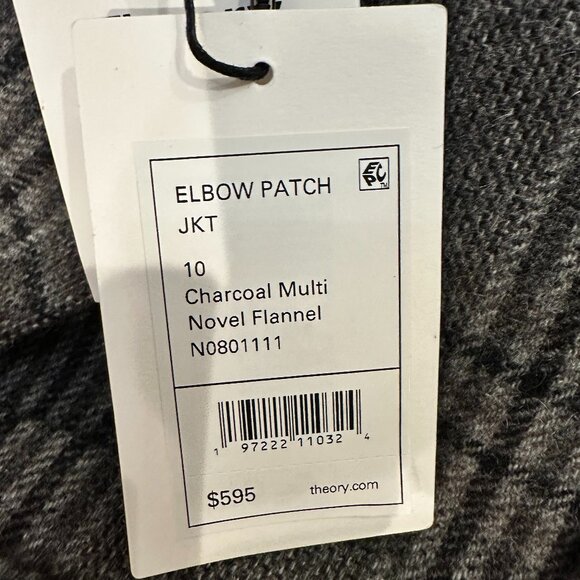 ELBOW PATCH
JKT
10
Charcoal Multi
Novel Flannel
N0801111
1 97222 11032 4
$595 theory.com